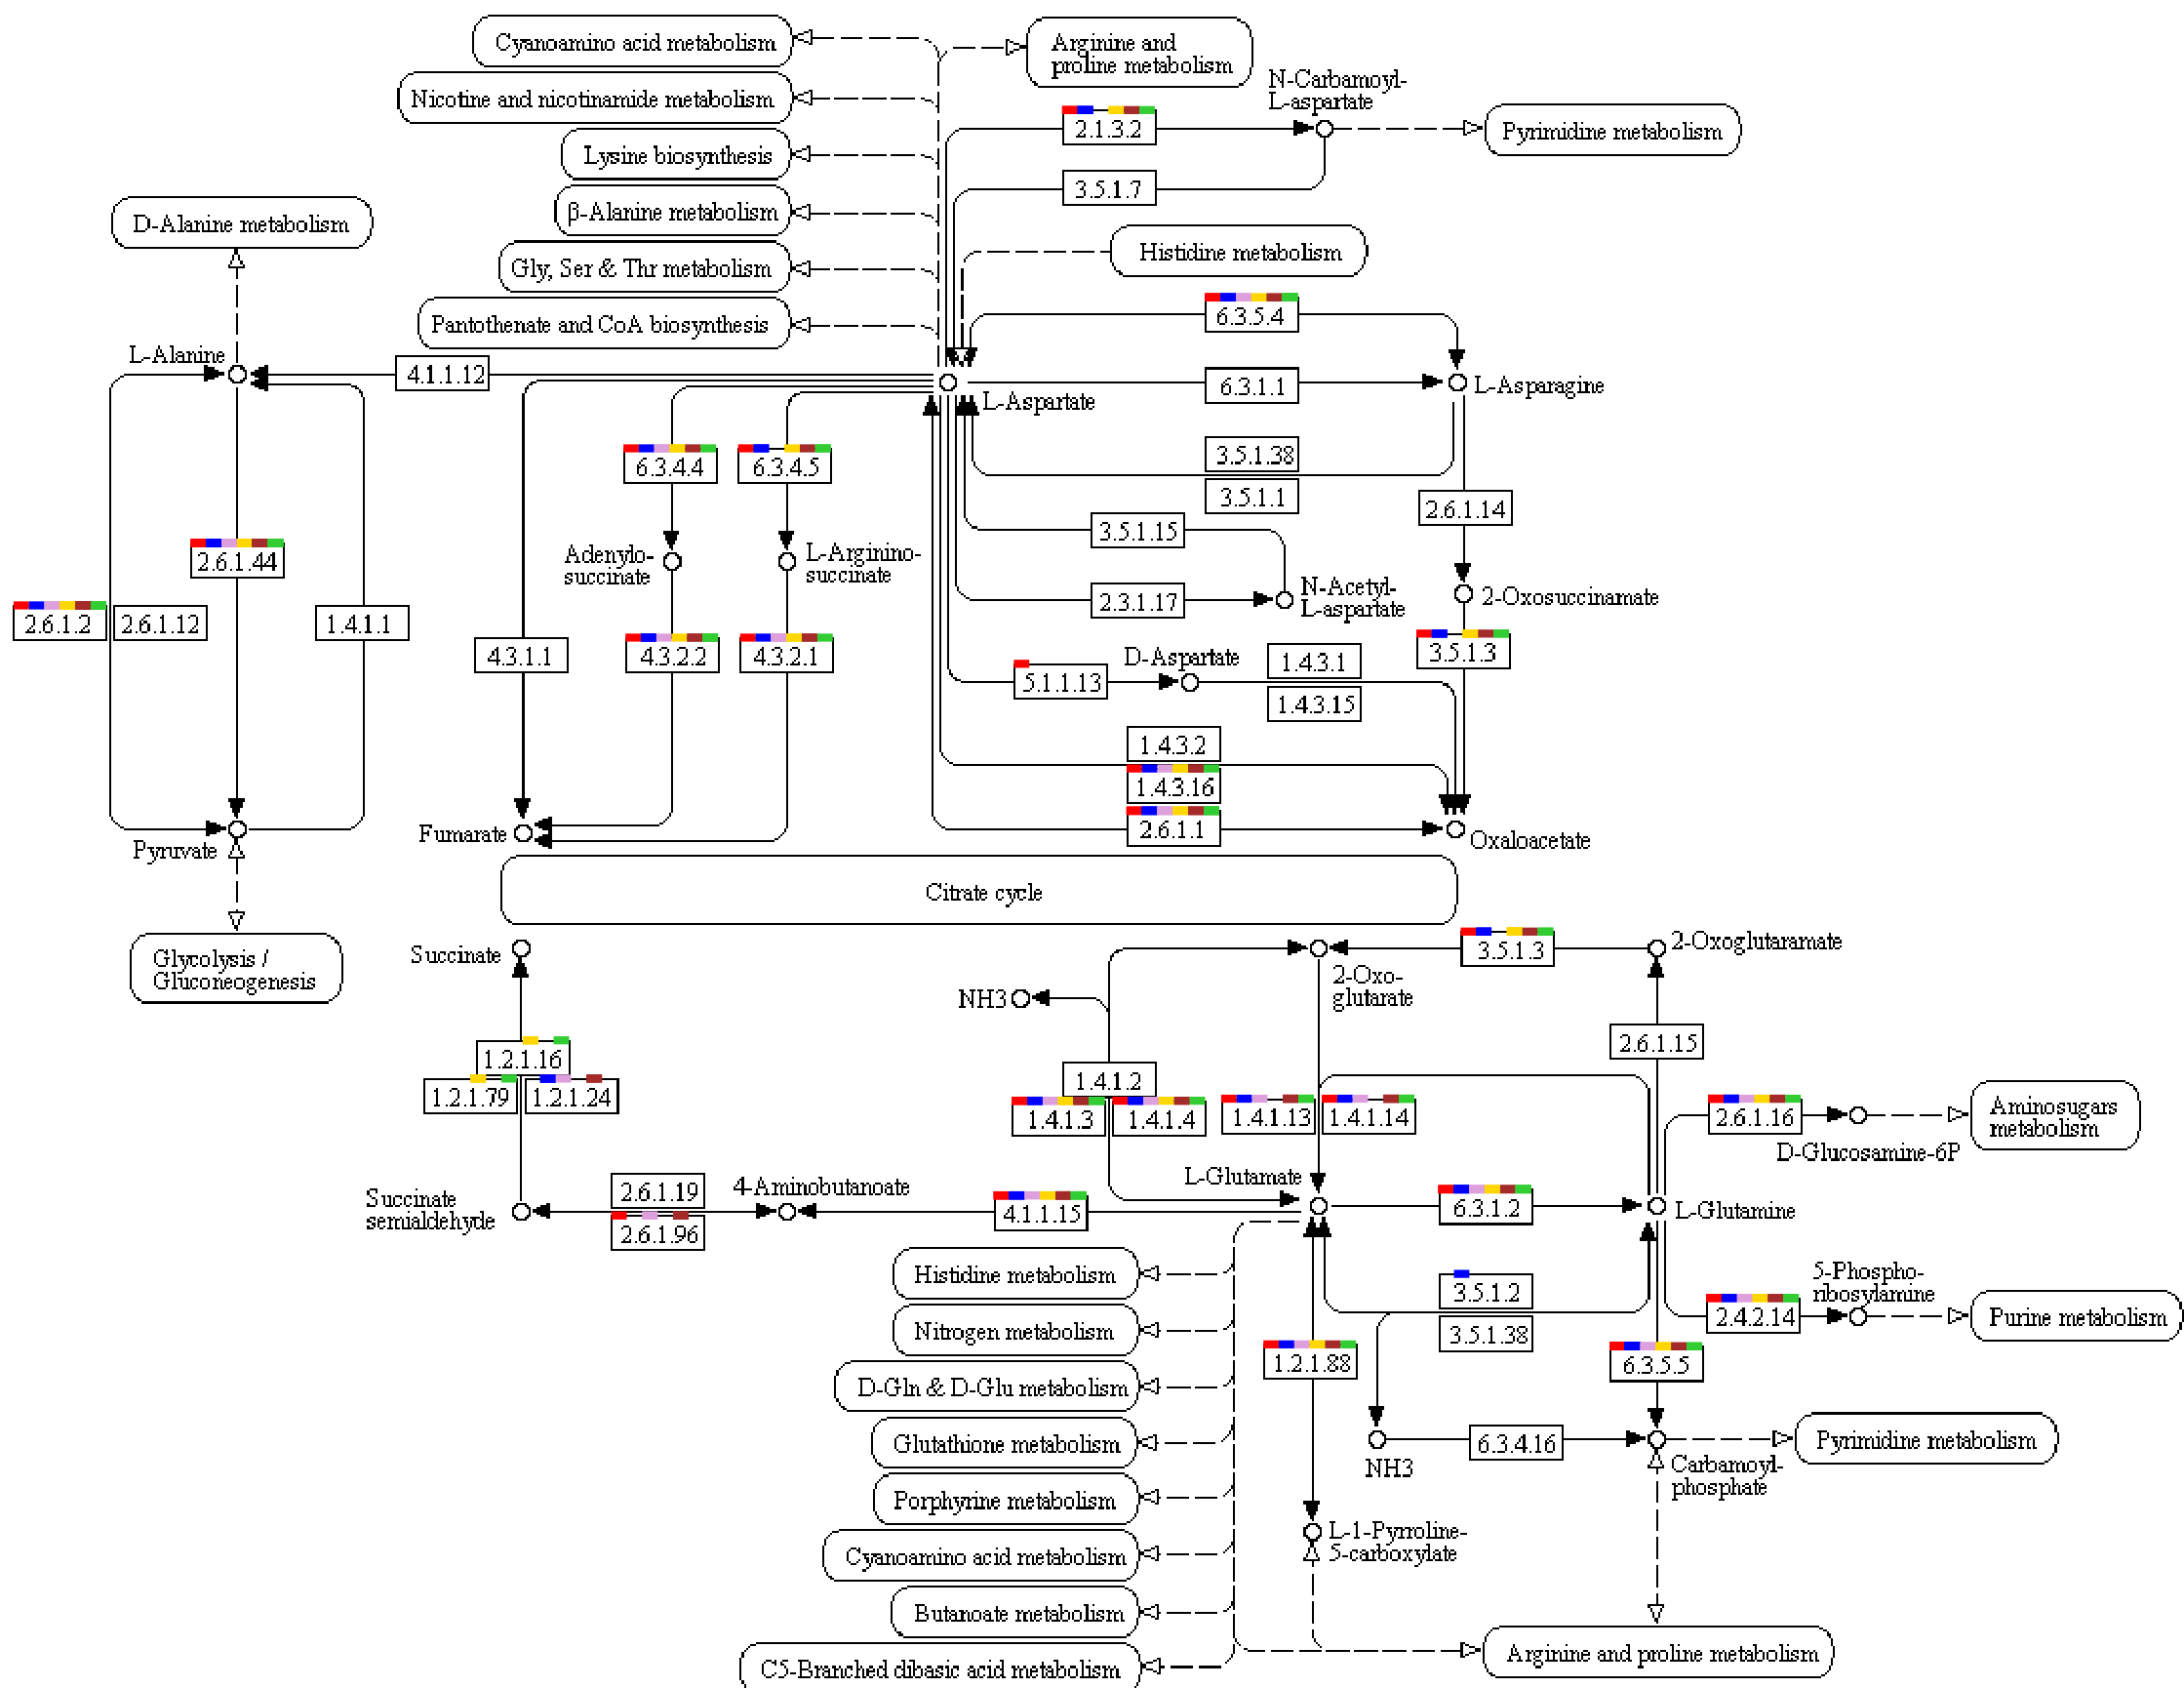 Cyanoamino acid metabolism
Arginine and
proline metabolism
N-Carbamoyl-
L-aspartate
Nicotine and nicotinamide metabolism
2.1.3.2
Pyrimidine metabolism
Lysine biosynthesis
3.5.1.7
β-Alanine metabolism
D-Alanine metabolism
Histidine metabolism
Gly, Ser & Thr metabolism
6.3.5.4
Pantothenate and CoA biosynthesis
L-Alanine
4.1.1.12
6.3.1.1
L-Asparagine
L-Aspartate
6.3.4.4
6.3.4.5
3.5.1.38
3.5.1.1
2.6.1.14
3.5.1.15
2.6.1.44
Adenylo-
succinate
L-Arginino-
succinate
N-Acetyl-
L-aspartate
2-Oxosuccinamate
2.3.1.17
2.6.1.2
2.6.1.12
1.4.1.1
4.3.1.1
4.3.2.2
4.3.2.1
D-Aspartate
1.4.3.1
3.5.1.3
5.1.1.13
1.4.3.15
1.4.3.2
1.4.3.16
2.6.1.1
Fumarate
Oxaloacetate
Pyruvate
Citrate cycle
Glycolysis /
Gluconeogenesis
Succinate
3.5.1.3
2-Oxoglutaramate
NH3
2-Oxo-
glutarate
2.6.1.15
1.2.1.16
1.2.1.79
1.2.1.24
1.4.1.2
1.4.1.3
1.4.1.4
1.4.1.13
1.4.1.14
2.6.1.16
Aminosugars
metabolism
D-Glucosamine-6P
L-Glutamate
Succinate
semialdehyde
2.6.1.19
2.6.1.96
4-Aminobutanoate
4.1.1.15
6.3.1.2
L-Glutamine
Histidine metabolism
3.5.1.2
5-Phospho-
ribosylamine
Nitrogen metabolism
3.5.1.38
2.4.2.14
Purine metabolism
1.2.1.88
6.3.5.5
D-Gln & D-Glu metabolism
Glutathione metabolism
6.3.4.16
Pyrimidine metabolism
NH3
Carbamoyl-
phosphate
Porphyrine metabolism
L-1-Pyrroline-
5-carboxylate
Cyanoamino acid metabolism
Butanoate metabolism
Arginine and proline metabolism
C5-Branched dibasic acid metabolism